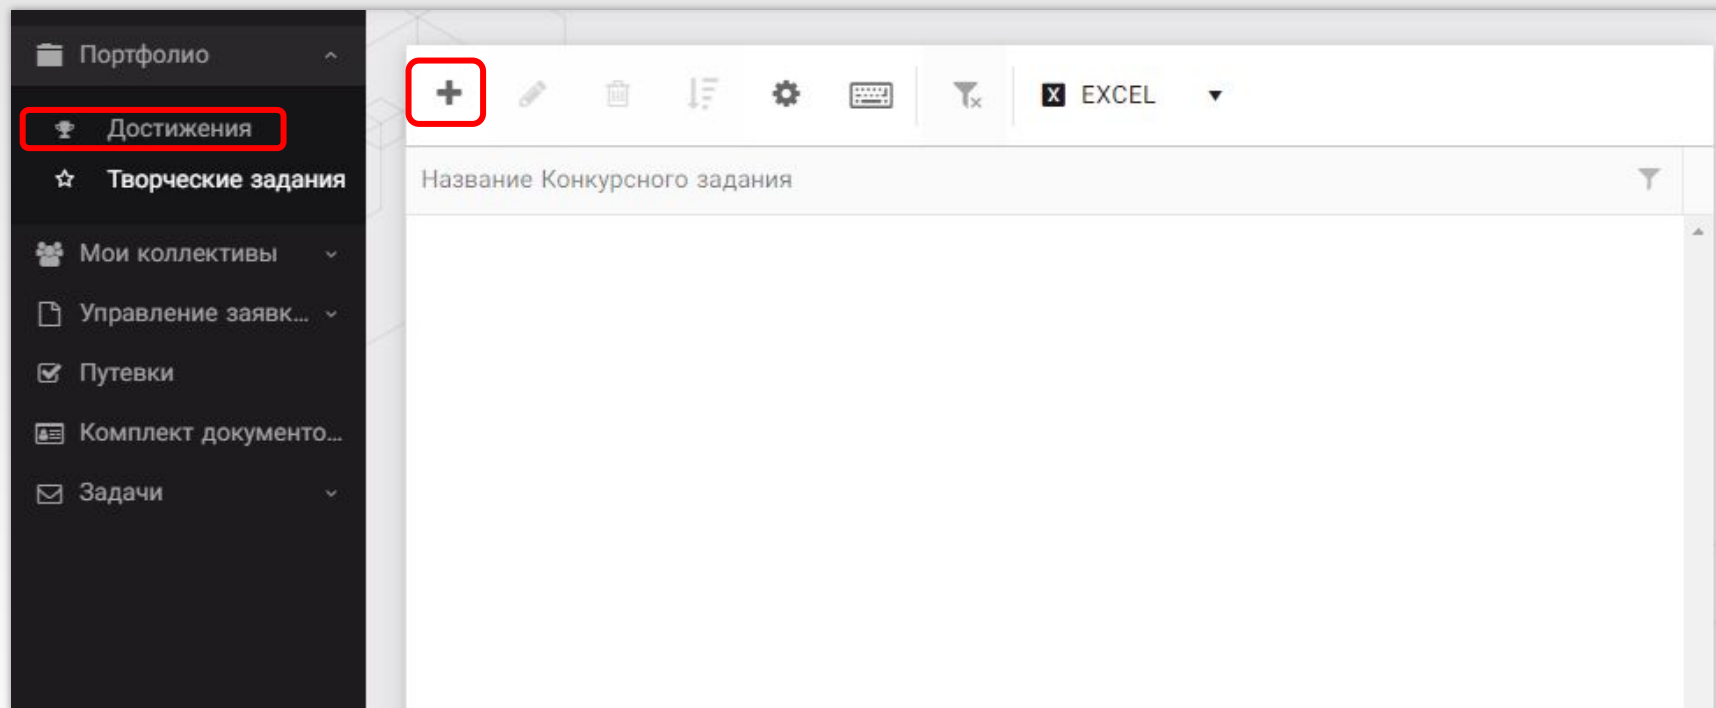 Портфолио
Достижения
Творческие задания
Мои коллективы
Управление заявк...
Путевки
Комплект документо...
Задачи
X EXCEL
Название Конкурсного задания